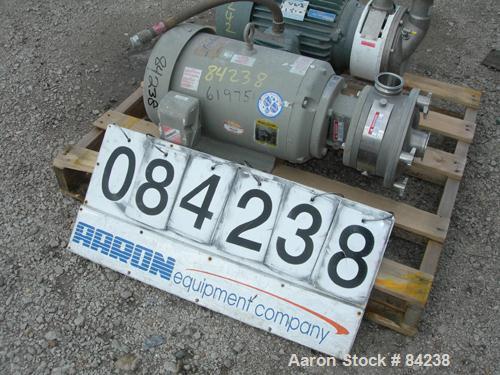 84238
61975
84238
084238
AARON
equipment company
Aaron Stock # 84238